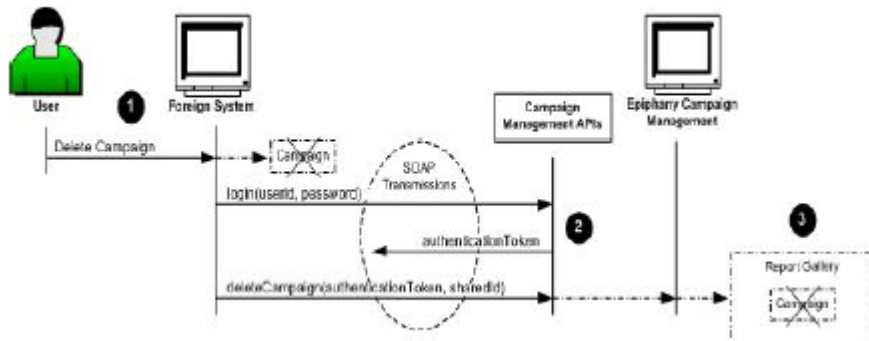 User
1
Foreign System
Campaign
Management APIs
Epiphany Campaign
Management
Delete Campaign
Campaign
SOAP
Transmissions
login(userid, password)
2
3
authenticationToken
Report Gallery
deleteCampaign(authenticationToken, sharedId)
Campaign